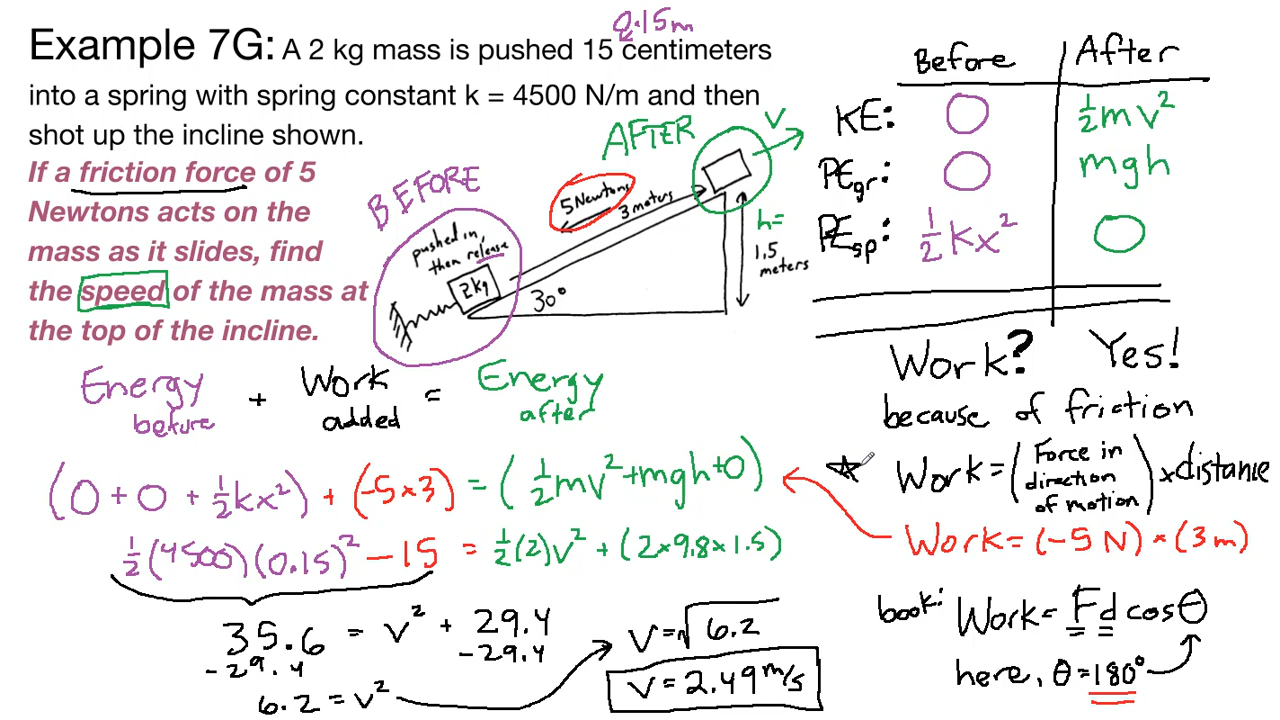 0.15m
Example 7G: A 2 kg mass is pushed 15 centimeters
into a spring with spring constant k = 4500 N/m and then
shot up the incline shown.
If a friction force of 5
Newtons acts on the
mass as it slides, find
the speed of the mass at
the top of the incline.
BEFORE
pushed in,
then release
2kg
30°
5 Newtons
3 meters
AFTER
V
h=
1,5
meters
Before After
KE: 0 ½mv²
PEgr: 0 mgh
PEsp: ½kx² 0
Work? Yes!
because of friction
Energy before + Work added = Energy after
(0 + 0 + ½kx²) + (-5×3) = (½mv²+mgh+0)
½(4500)(0.15)² - 15 = ½(2)v² + (2×9.8×1.5)
35.6 = v² + 29.4
-29.4 -29.4
6.2 = v²
V=√6.2
V = 2.49 m/s
☆ Work = (Force in direction of motion) × distance
Work = (-5 N) × (3m)
book: Work = Fd cosθ
here, θ = 180°